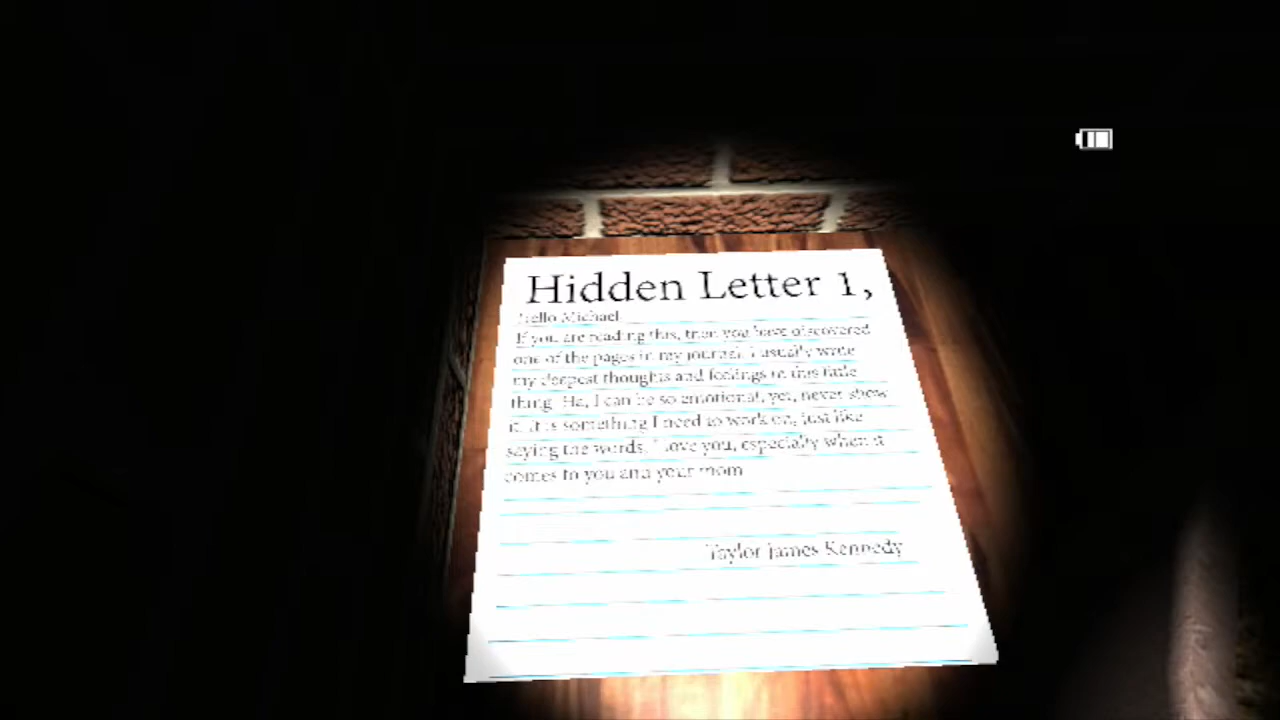 Hidden Letter 1,
Hello Michael
If you are reading this, then you have discovered
one of the pages in my journal. I usually write
my deepest thoughts and feelings in this little
thing. Ha, I can be so emotional, yet, never show
it. It is something I need to work on, just like
saying the words, I love you, especially when it
comes to you and your mom
Taylor James Kennedy